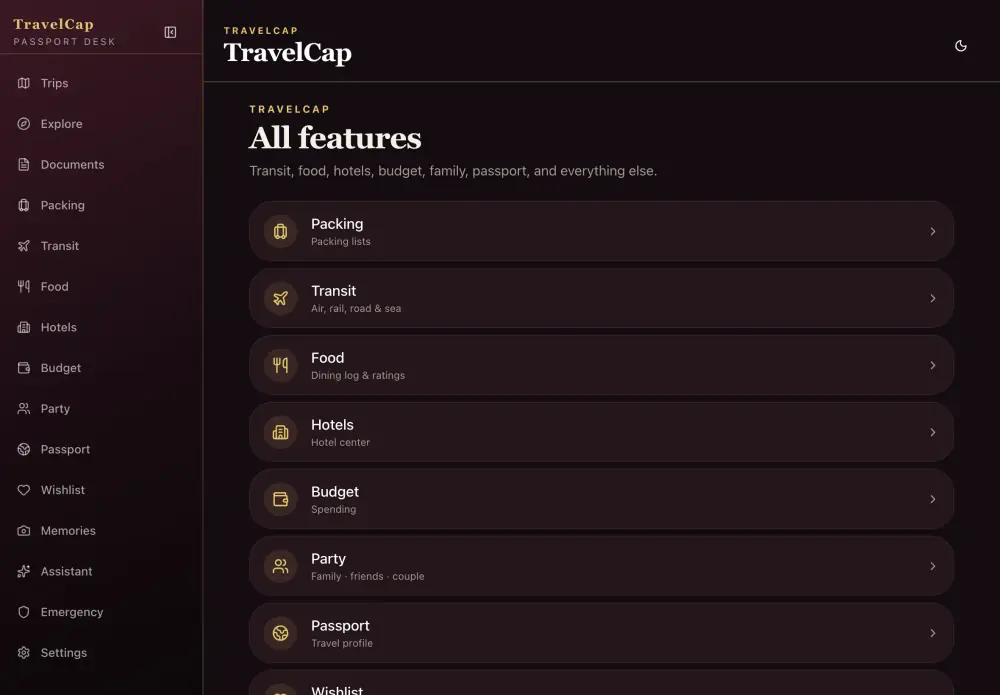 TravelCap
PASSPORT DESK
Trips
Explore
Documents
Packing
Transit
Food
Hotels
Budget
Party
Passport
Wishlist
Memories
Assistant
Emergency
Settings
TRAVELCAP
TravelCap
TRAVELCAP
All features
Transit, food, hotels, budget, family, passport, and everything else.
Packing
Packing lists
Transit
Air, rail, road & sea
Food
Dining log & ratings
Hotels
Hotel center
Budget
Spending
Party
Family · friends · couple
Passport
Travel profile
Wishlist